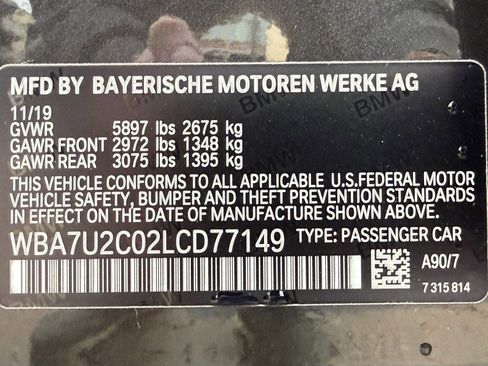 MFD BY BAYERISCHE MOTOREN WERKE AG
11/19
GVWR 5897 lbs 2675 kg
GAWR FRONT 2972 lbs 1348 kg
GAWR REAR 3075 lbs 1395 kg
THIS VEHICLE CONFORMS TO ALL APPLICABLE U.S.FEDERAL MOTOR
VEHICLE SAFETY, BUMPER AND THEFT PREVENTION STANDARDS
IN EFFECT ON THE DATE OF MANUFACTURE SHOWN ABOVE.
WBA7U2C02LCD77149 TYPE: PASSENGER CAR
A90/7
7 315 814